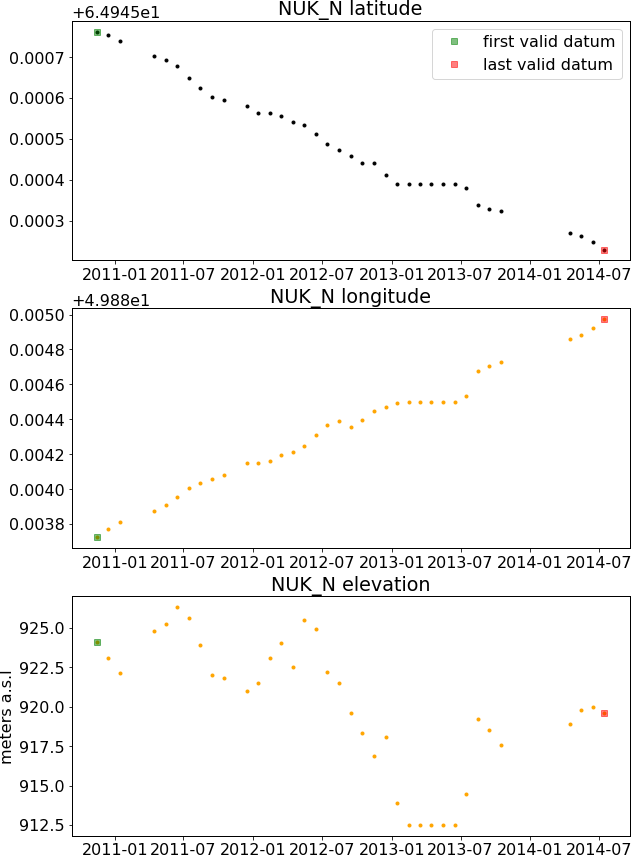 NUK_N latitude
+6.4945e1
first valid datum
last valid datum
0.0007
0.0006
0.0005
0.0004
0.0003
2011-01 2011-07 2012-01 2012-07 2013-01 2013-07 2014-01 2014-07
NUK_N longitude
+4.988e1
0.0050
0.0048
0.0046
0.0044
0.0042
0.0040
0.0038
2011-01 2011-07 2012-01 2012-07 2013-01 2013-07 2014-01 2014-07
NUK_N elevation
meters a.s.l
925.0
922.5
920.0
917.5
915.0
912.5
2011-01 2011-07 2012-01 2012-07 2013-01 2013-07 2014-01 2014-07